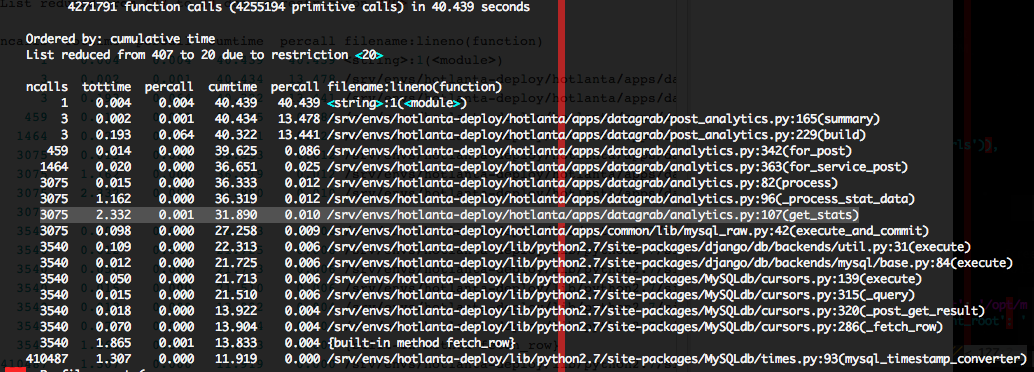 4271791 function calls (4255194 primitive calls) in 40.439 seconds
Ordered by: cumulative time
List reduced from 407 to 20 due to restriction <20>
ncalls tottime percall cumtime percall filename:lineno(function)
1 0.004 0.004 40.439 40.439 <string>:1(<module>)
3 0.002 0.001 40.434 13.478 /srv/envs/hotlanta-deploy/hotlanta/apps/datagrab/post_analytics.py:165(summary)
3 0.193 0.064 40.322 13.441 /srv/envs/hotlanta-deploy/hotlanta/apps/datagrab/post_analytics.py:229(build)
459 0.014 0.000 39.625 0.086 /srv/envs/hotlanta-deploy/hotlanta/apps/datagrab/analytics.py:342(for_post)
1464 0.020 0.000 36.651 0.025 /srv/envs/hotlanta-deploy/hotlanta/apps/datagrab/analytics.py:363(for_service_post)
3075 0.015 0.000 36.333 0.012 /srv/envs/hotlanta-deploy/hotlanta/apps/datagrab/analytics.py:82(process)
3075 1.162 0.000 36.319 0.012 /srv/envs/hotlanta-deploy/hotlanta/apps/datagrab/analytics.py:96(_process_stat_data)
3075 2.332 0.001 31.890 0.010 /srv/envs/hotlanta-deploy/hotlanta/apps/datagrab/analytics.py:107(get_stats)
3075 0.098 0.000 27.258 0.009 /srv/envs/hotlanta-deploy/hotlanta/apps/common/lib/mysql_raw.py:42(execute_and_commit)
3540 0.109 0.000 22.313 0.006 /srv/envs/hotlanta-deploy/lib/python2.7/site-packages/django/db/backends/util.py:31(execute)
3540 0.012 0.000 21.725 0.006 /srv/envs/hotlanta-deploy/lib/python2.7/site-packages/django/db/backends/mysql/base.py:84(execute)
3540 0.050 0.000 21.713 0.006 /srv/envs/hotlanta-deploy/lib/python2.7/site-packages/MySQLdb/cursors.py:139(execute)
3540 0.015 0.000 21.510 0.006 /srv/envs/hotlanta-deploy/lib/python2.7/site-packages/MySQLdb/cursors.py:315(_query)
3540 0.018 0.000 13.922 0.004 /srv/envs/hotlanta-deploy/lib/python2.7/site-packages/MySQLdb/cursors.py:320(_post_get_result)
3540 0.070 0.000 13.904 0.004 /srv/envs/hotlanta-deploy/lib/python2.7/site-packages/MySQLdb/cursors.py:286(_fetch_row)
3540 1.865 0.001 13.833 0.004 {built-in method fetch_row}
410487 1.307 0.000 11.919 0.000 /srv/envs/hotlanta-deploy/lib/python2.7/site-packages/MySQLdb/times.py:93(mysql_timestamp_converter)